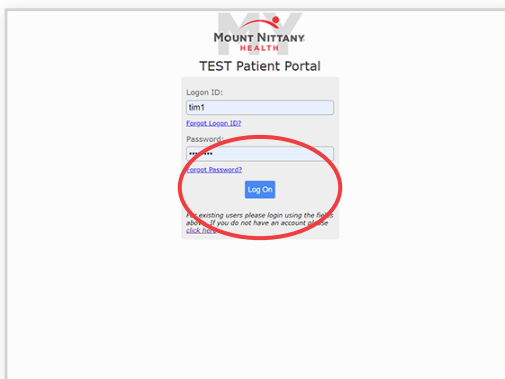 MY
MOUNT NITTANY
HEALTH
TEST Patient Portal
Logon ID:
tim1
Forgot Logon ID?
Password:
••••••••
Forgot Password?
Log On
For existing users please login using the fields
above. If you do not have an account please
click here